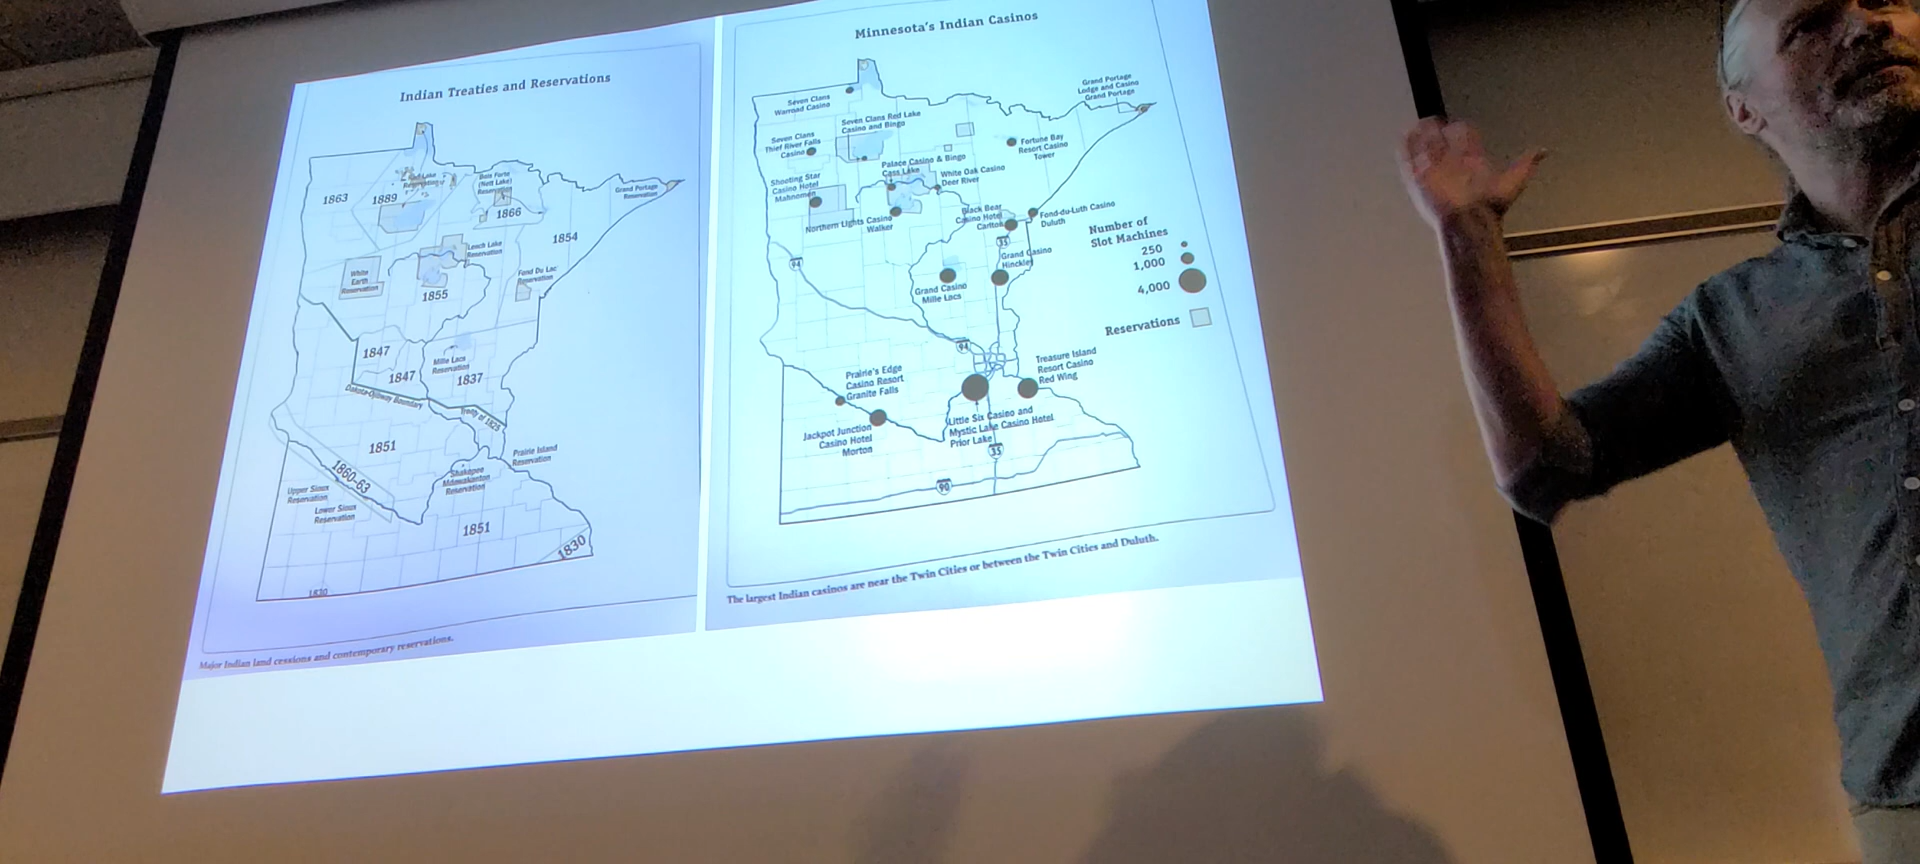 Indian Treaties and Reservations
1863
1889
Red Lake
Reservation
Bois Forte
(Nett Lake)
Reservation
1866
Grand Portage
Reservation
1854
Leech Lake
Reservation
White
Earth
Reservation
1855
Fond Du Lac
Reservation
1847
1847
Mille Lacs
Reservation
1837
Dakota-Ojibway Boundary
Treaty of 1825
1851
1860-63
Prairie Island
Reservation
Shakopee
Mdewakanton
Reservation
Upper Sioux
Reservation
Lower Sioux
Reservation
1851
1830
1830
Major Indian land cessions and contemporary reservations.
Minnesota's Indian Casinos
Seven Clans
Warroad Casino
Grand Portage
Lodge and Casino
Grand Portage
Seven Clans Red Lake
Casino and Bingo
Seven Clans
Thief River Falls
Casino
Fortune Bay
Resort Casino
Tower
Palace Casino & Bingo
Cass Lake
White Oak Casino
Deer River
Shooting Star
Casino Hotel
Mahnomen
Northern Lights Casino
Walker
Black Bear
Casino Hotel
Carlton
Fond-du-Luth Casino
Duluth
35
Grand Casino
Hinckley
94
Grand Casino
Mille Lacs
Number of
Slot Machines
250
1,000
4,000
Reservations
94
Prairie's Edge
Casino Resort
Granite Falls
Treasure Island
Resort Casino
Red Wing
Jackpot Junction
Casino Hotel
Morton
Little Six Casino and
Mystic Lake Casino Hotel
Prior Lake
35
90
The largest Indian casinos are near the Twin Cities or between the Twin Cities and Duluth.